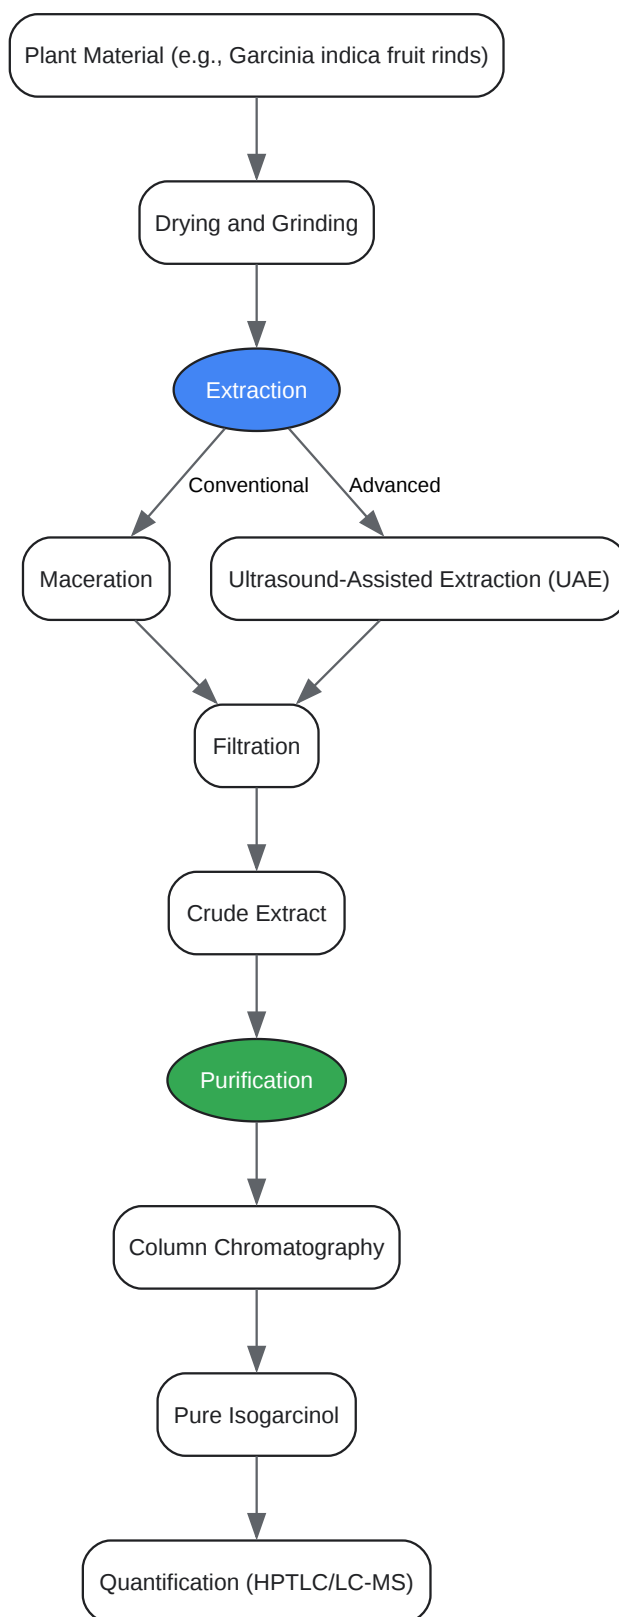 Plant Material (e.g., Garcinia indica fruit rinds)
Drying and Grinding
Extraction
Conventional
Advanced
Maceration
Ultrasound-Assisted Extraction (UAE)
Filtration
Crude Extract
Purification
Column Chromatography
Pure Isogarcinol
Quantification (HPTLC/LC-MS)